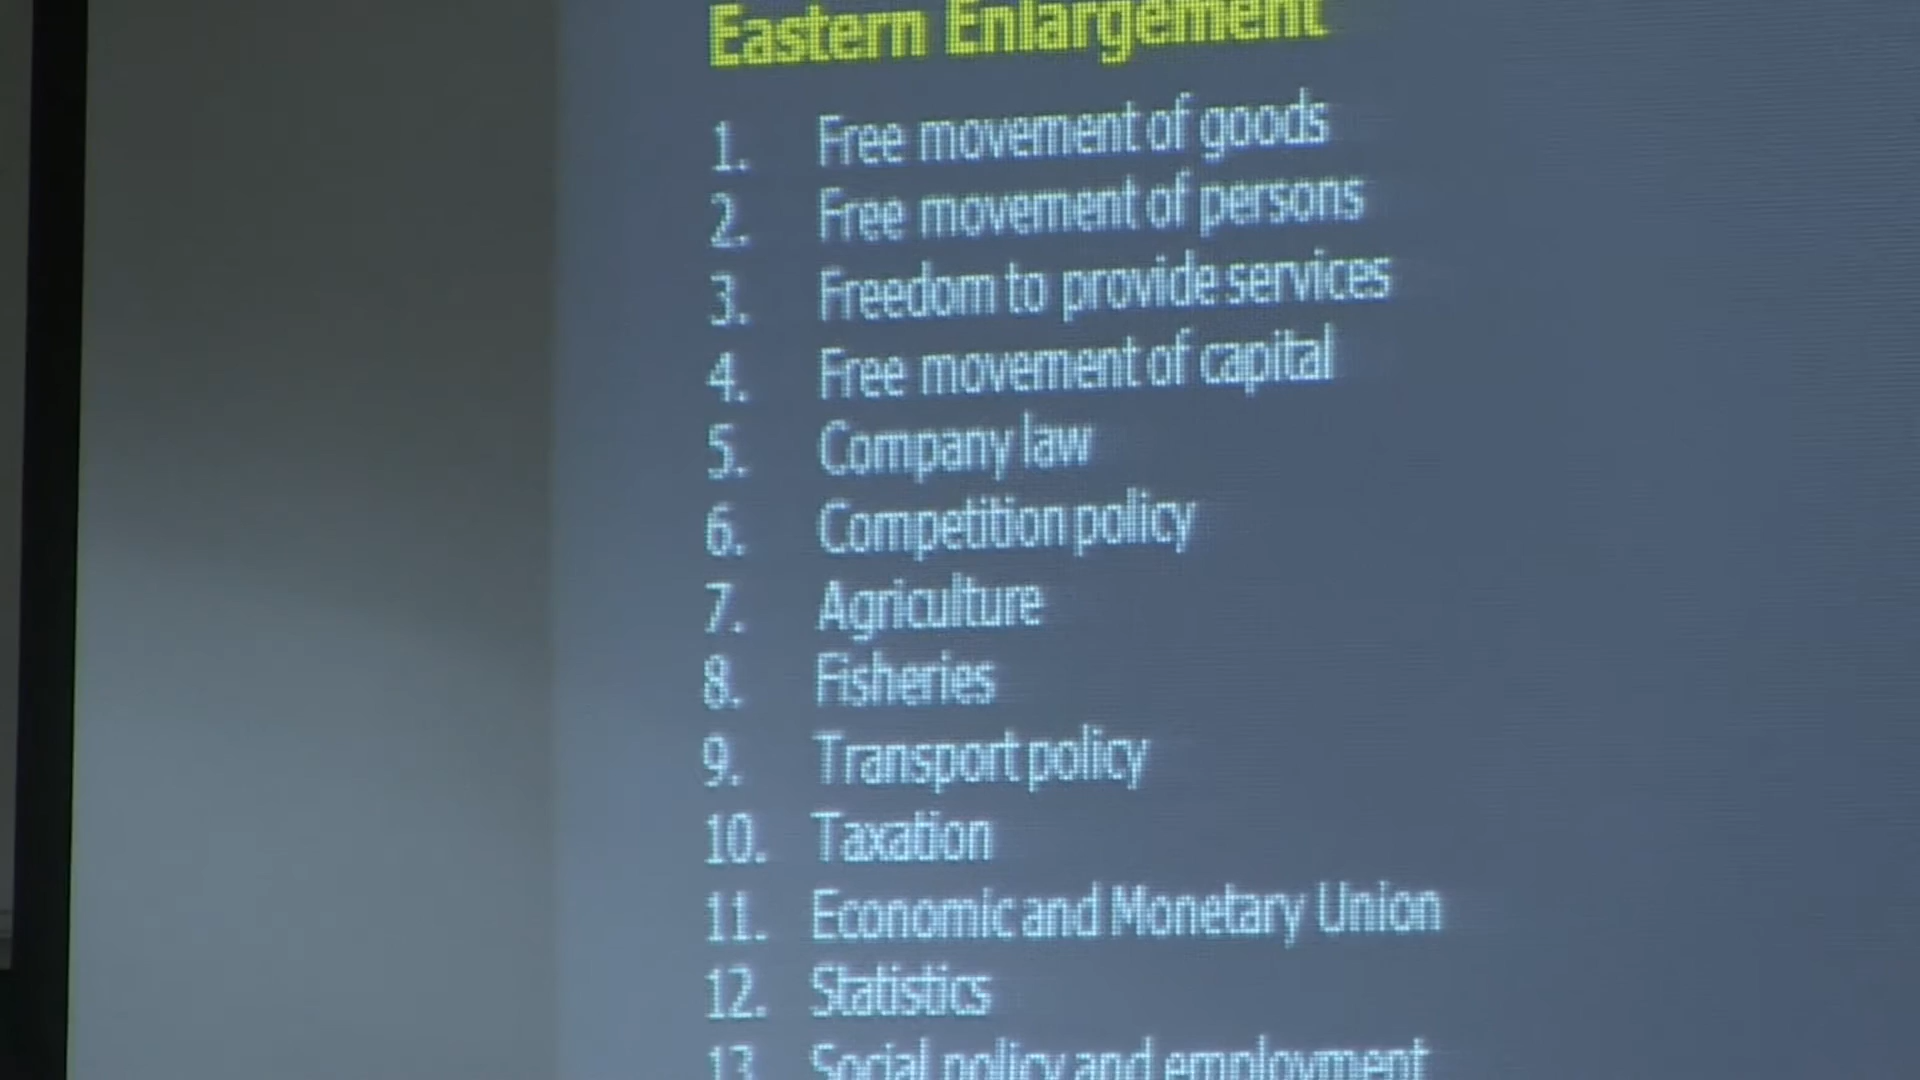 Eastern Enlargement
1. Free movement of goods
2. Free movement of persons
3. Freedom to provide services
4. Free movement of capital
5. Company law
6. Competition policy
7. Agriculture
8. Fisheries
9. Transport policy
10. Taxation
11. Economic and Monetary Union
12. Statistics
13. Social policy and employment